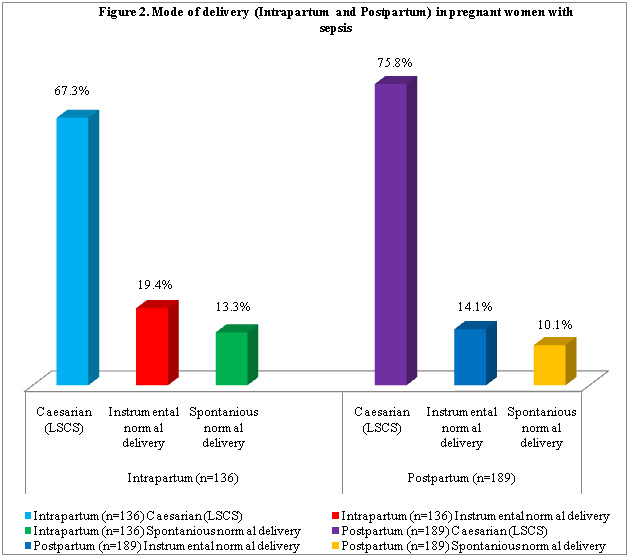 Figure 2. Mode of delivery (Intrapartum and Postpartum) in pregnant women with
sepsis
67.3%
19.4%
13.3%
75.8%
14.1%
10.1%
Caesarian
(LSCS)
Instrumental
normal
delivery
Spontanious
normal
delivery
Caesarian
(LSCS)
Instrumental
normal
delivery
Spontanious
normal
delivery
Intrapartum (n=136)
Postpartum (n=189)
Intrapartum (n=136) Caesarian (LSCS)
Intrapartum (n=136) Instrumental normal delivery
Intrapartum (n=136) Spontanious normal delivery
Postpartum (n=189) Caesarian (LSCS)
Postpartum (n=189) Instrumental normal delivery
Postpartum (n=189) Spontanious normal delivery